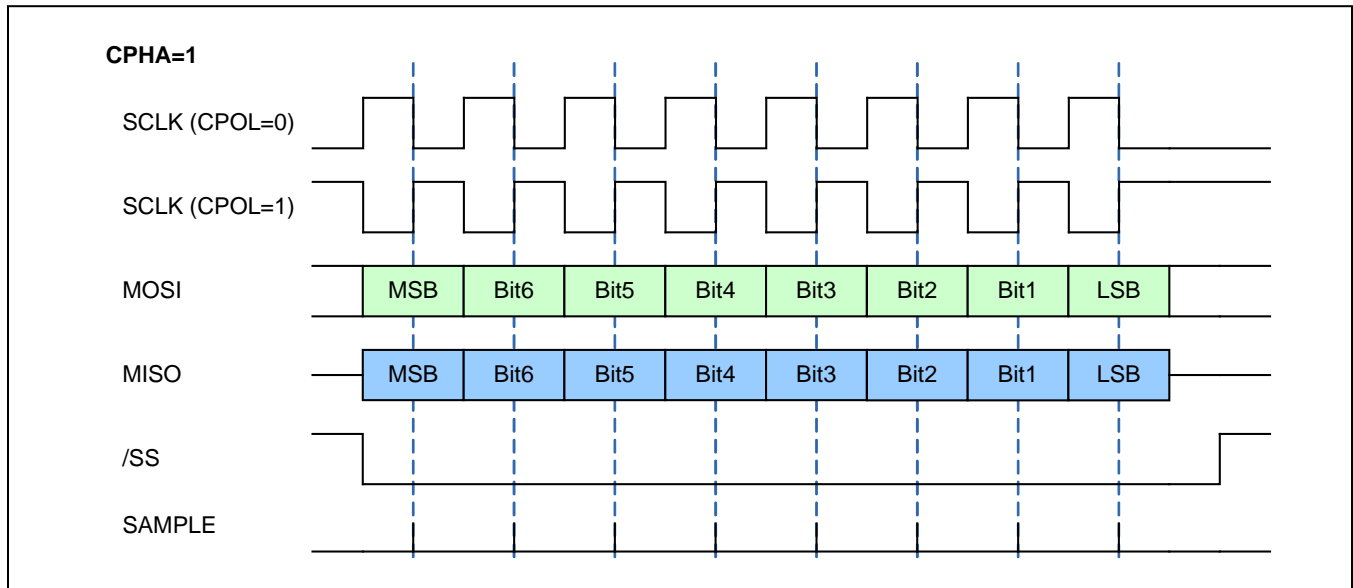 CPHA=1
SCLK (CPOL=0)
SCLK (CPOL=1)
MOSI MSB Bit6 Bit5 Bit4 Bit3 Bit2 Bit1 LSB
MISO MSB Bit6 Bit5 Bit4 Bit3 Bit2 Bit1 LSB
/SS
SAMPLE